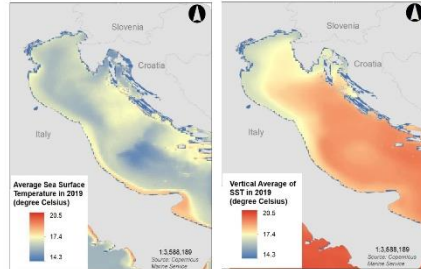 Slovenia
Croatia
Italy
Average Sea Surface
Temperature in 2019
(degree Celsius)
20.5
17.4
14.3
1:3,588,189
Source: Copernicus
Marine Service
Slovenia
Croatia
Italy
Vertical Average of
SST in 2019
(degree Celsius)
20.5
17.4
14.3
1:3,888,189
Source: Copernicus
Marine Service